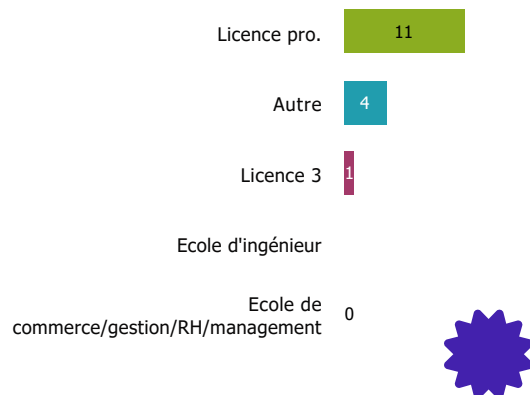 Licence pro.
11
Autre
4
Licence 3
1
Ecole d'ingénieur
Ecole de
commerce/gestion/RH/management
0